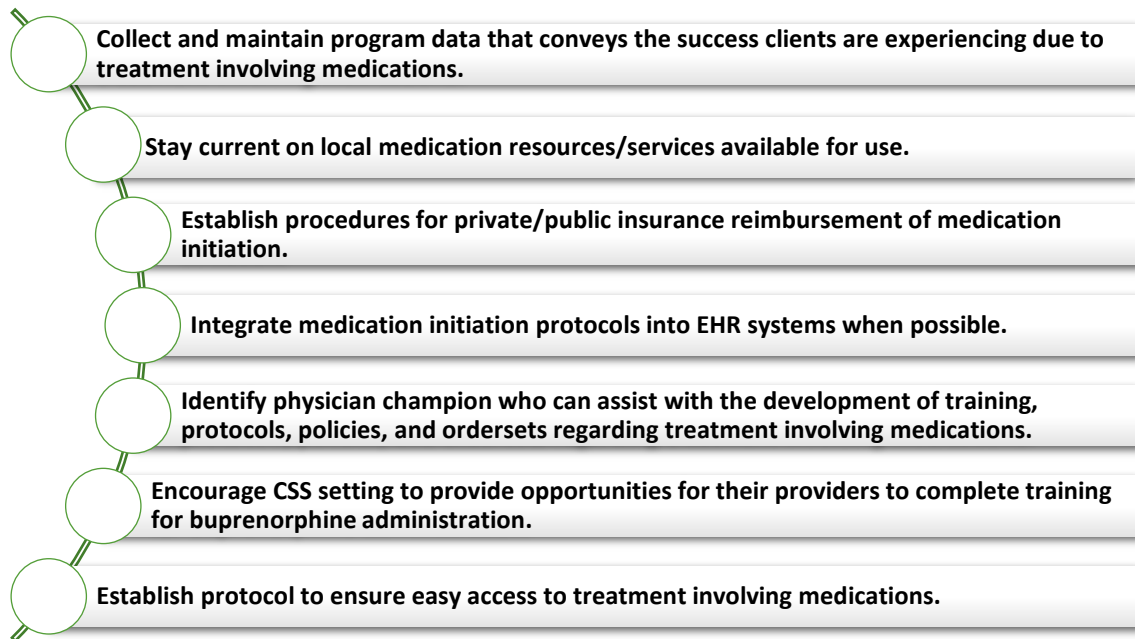 Collect and maintain program data that conveys the success clients are experiencing due to
treatment involving medications.
Stay current on local medication resources/services available for use.
Establish procedures for private/public insurance reimbursement of medication
initiation.
Integrate medication initiation protocols into EHR systems when possible.
Identify physician champion who can assist with the development of training,
protocols, policies, and ordersets regarding treatment involving medications.
Encourage CSS setting to provide opportunities for their providers to complete training
for buprenorphine administration.
Establish protocol to ensure easy access to treatment involving medications.